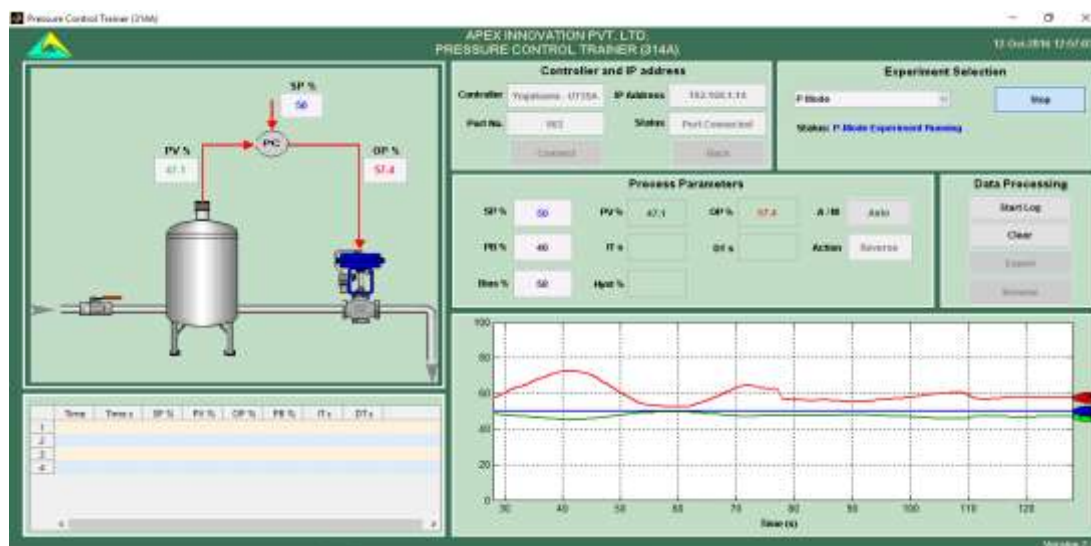 Pressure Control Trainer (314A)
APEX INNOVATION PVT. LTD.
PRESSURE CONTROL TRAINER (314A)
SP %
50
PC
PV %
47.1
OP %
57.4
Controller and IP address
Controller
IP Address
Port No.
Status
Port Connected
Connect
Back
Experiment Selection
P Mode
Stop
Status: P Mode Experiment Running
Process Parameters
SP % 50 PV % 47.1 OP % 57.4 A / M Auto
PB % 40 IT s DT s Action Reverse
Bias % 50 Hyst %
Data Processing
Start Log
Clear
Time Time s SP % PV % OP % PB % IT s DT s
1
2
3
4
100
80
60
40
20
0
30 40 50 60 70 80 90 100 110 120
Time (s)